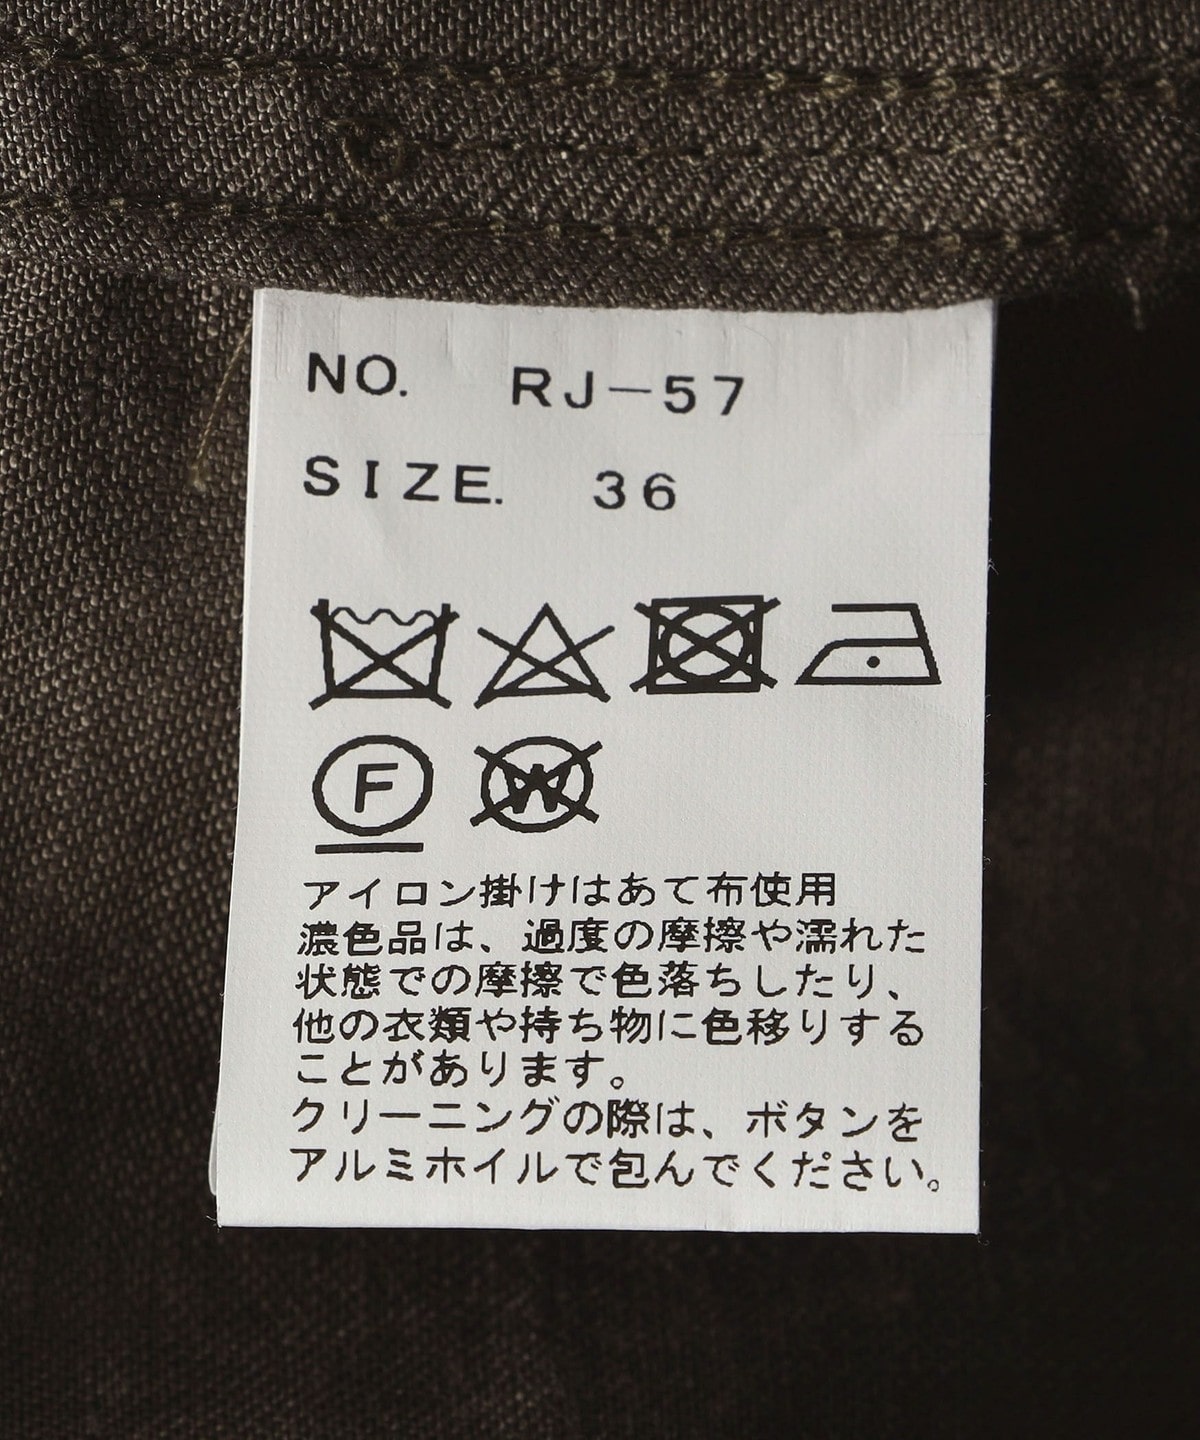 NO. RJ-57
SIZE. 36
F W
アイロン掛けはあて布使用
濃色品は、過度の摩擦や濡れた
状態での摩擦で色落ちしたり、
他の衣類や持ち物に色移りする
ことがあります。
クリーニングの際は、ボタンを
アルミホイルで包んでください。